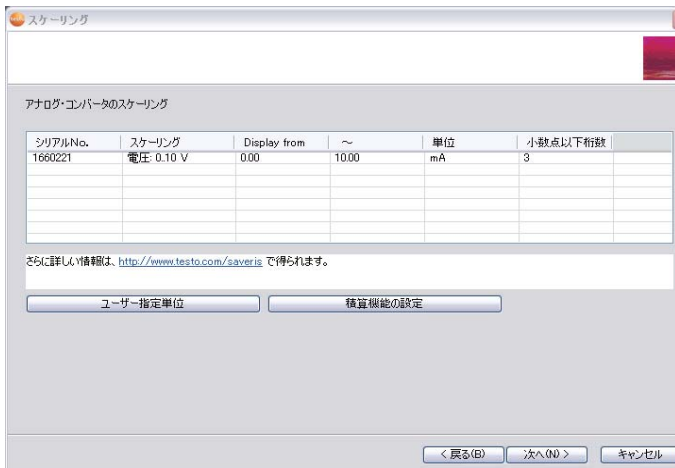 スケーリング
アナログ・コンバータのスケーリング
シリアルNo. スケーリング Display from ～ 単位 小数点以下桁数
1660221 電圧: 0.10 V 0.00 10.00 mA 3
さらに詳しい情報は、http://www.testo.com/saveris で得られます。
ユーザー指定単位 積算機能の設定
< 戻る(B) 次へ(N) > キャンセル